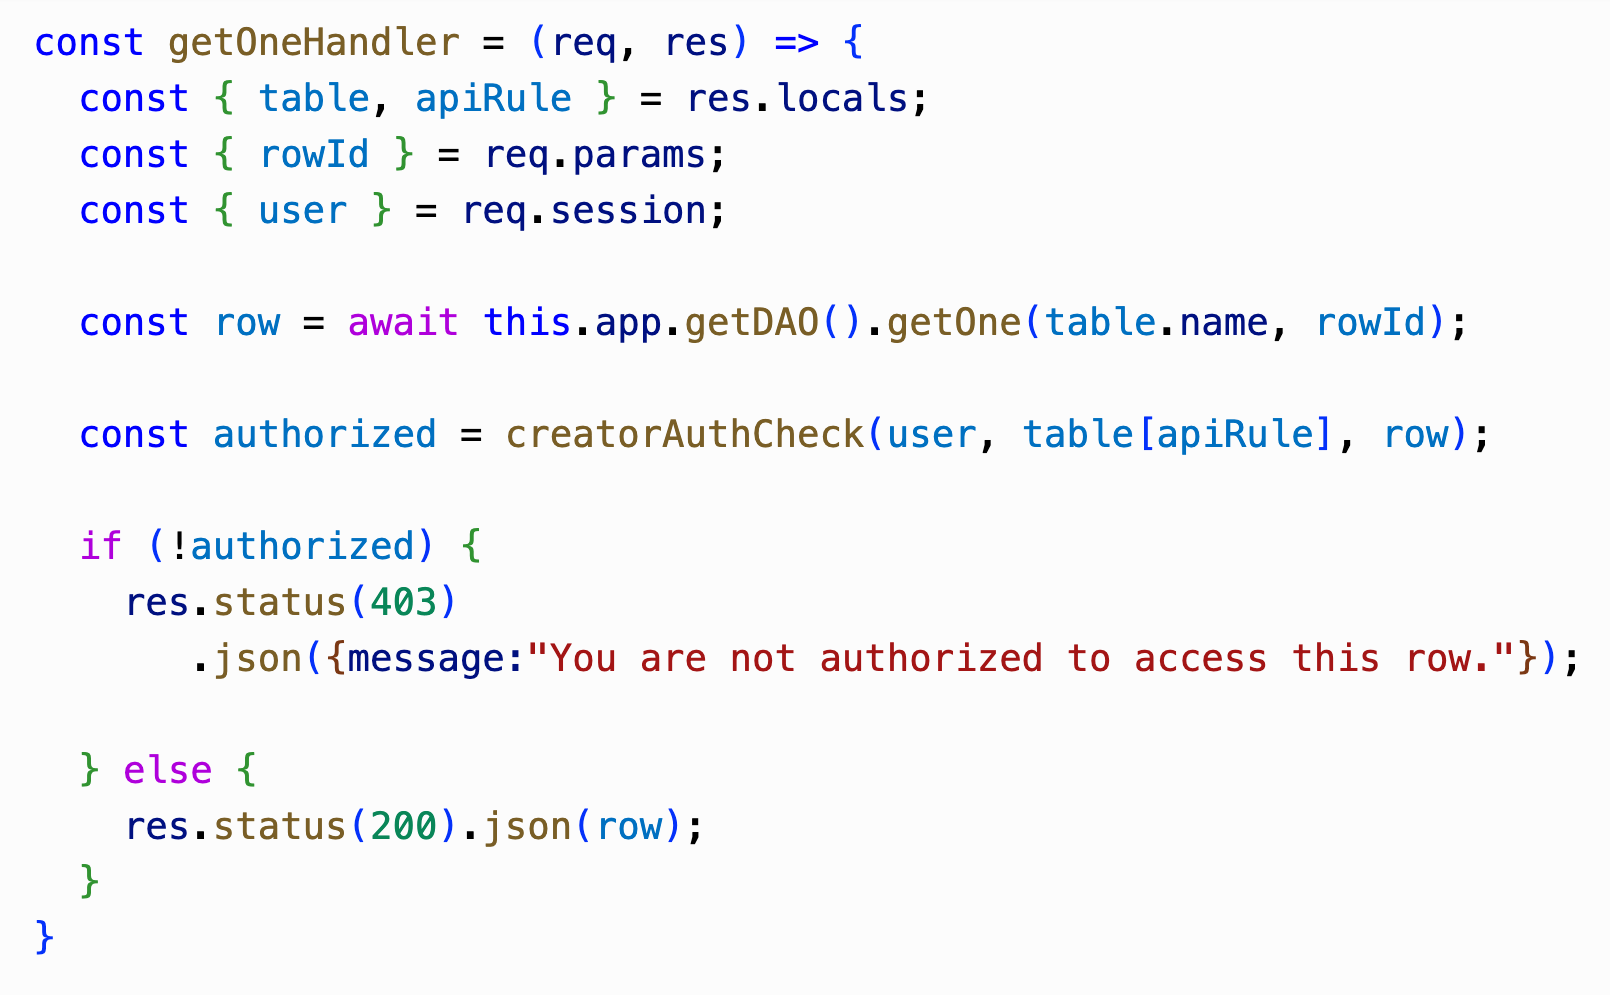 const getOneHandler = (req, res) => {
  const { table, apiRule } = res.locals;
  const { rowId } = req.params;
  const { user } = req.session;

  const row = await this.app.getDAO().getOne(table.name, rowId);

  const authorized = creatorAuthCheck(user, table[apiRule], row);

  if (!authorized) {
    res.status(403)
       .json({message:"You are not authorized to access this row."});

  } else {
    res.status(200).json(row);
  }
}